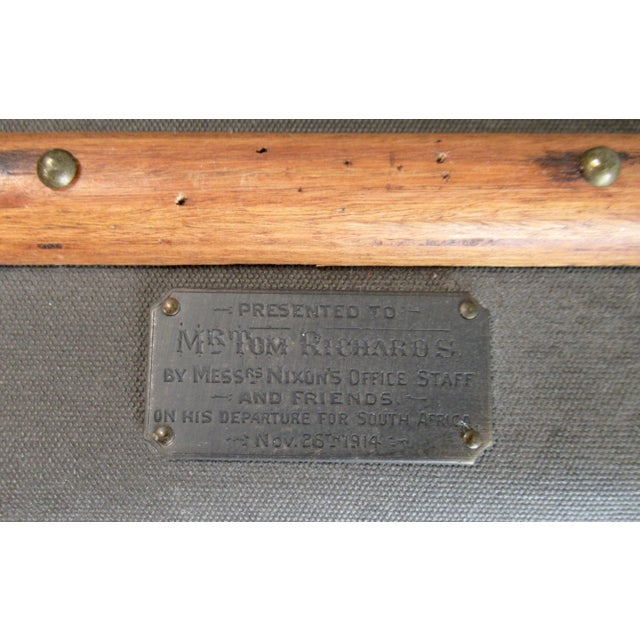 PRESENTED TO
MR TOM RICHARDS.
BY MESSRS NIXON'S OFFICE STAFF
AND FRIENDS.
ON HIS DEPARTURE FOR SOUTH AFRICA
NOV. 26TH 1914